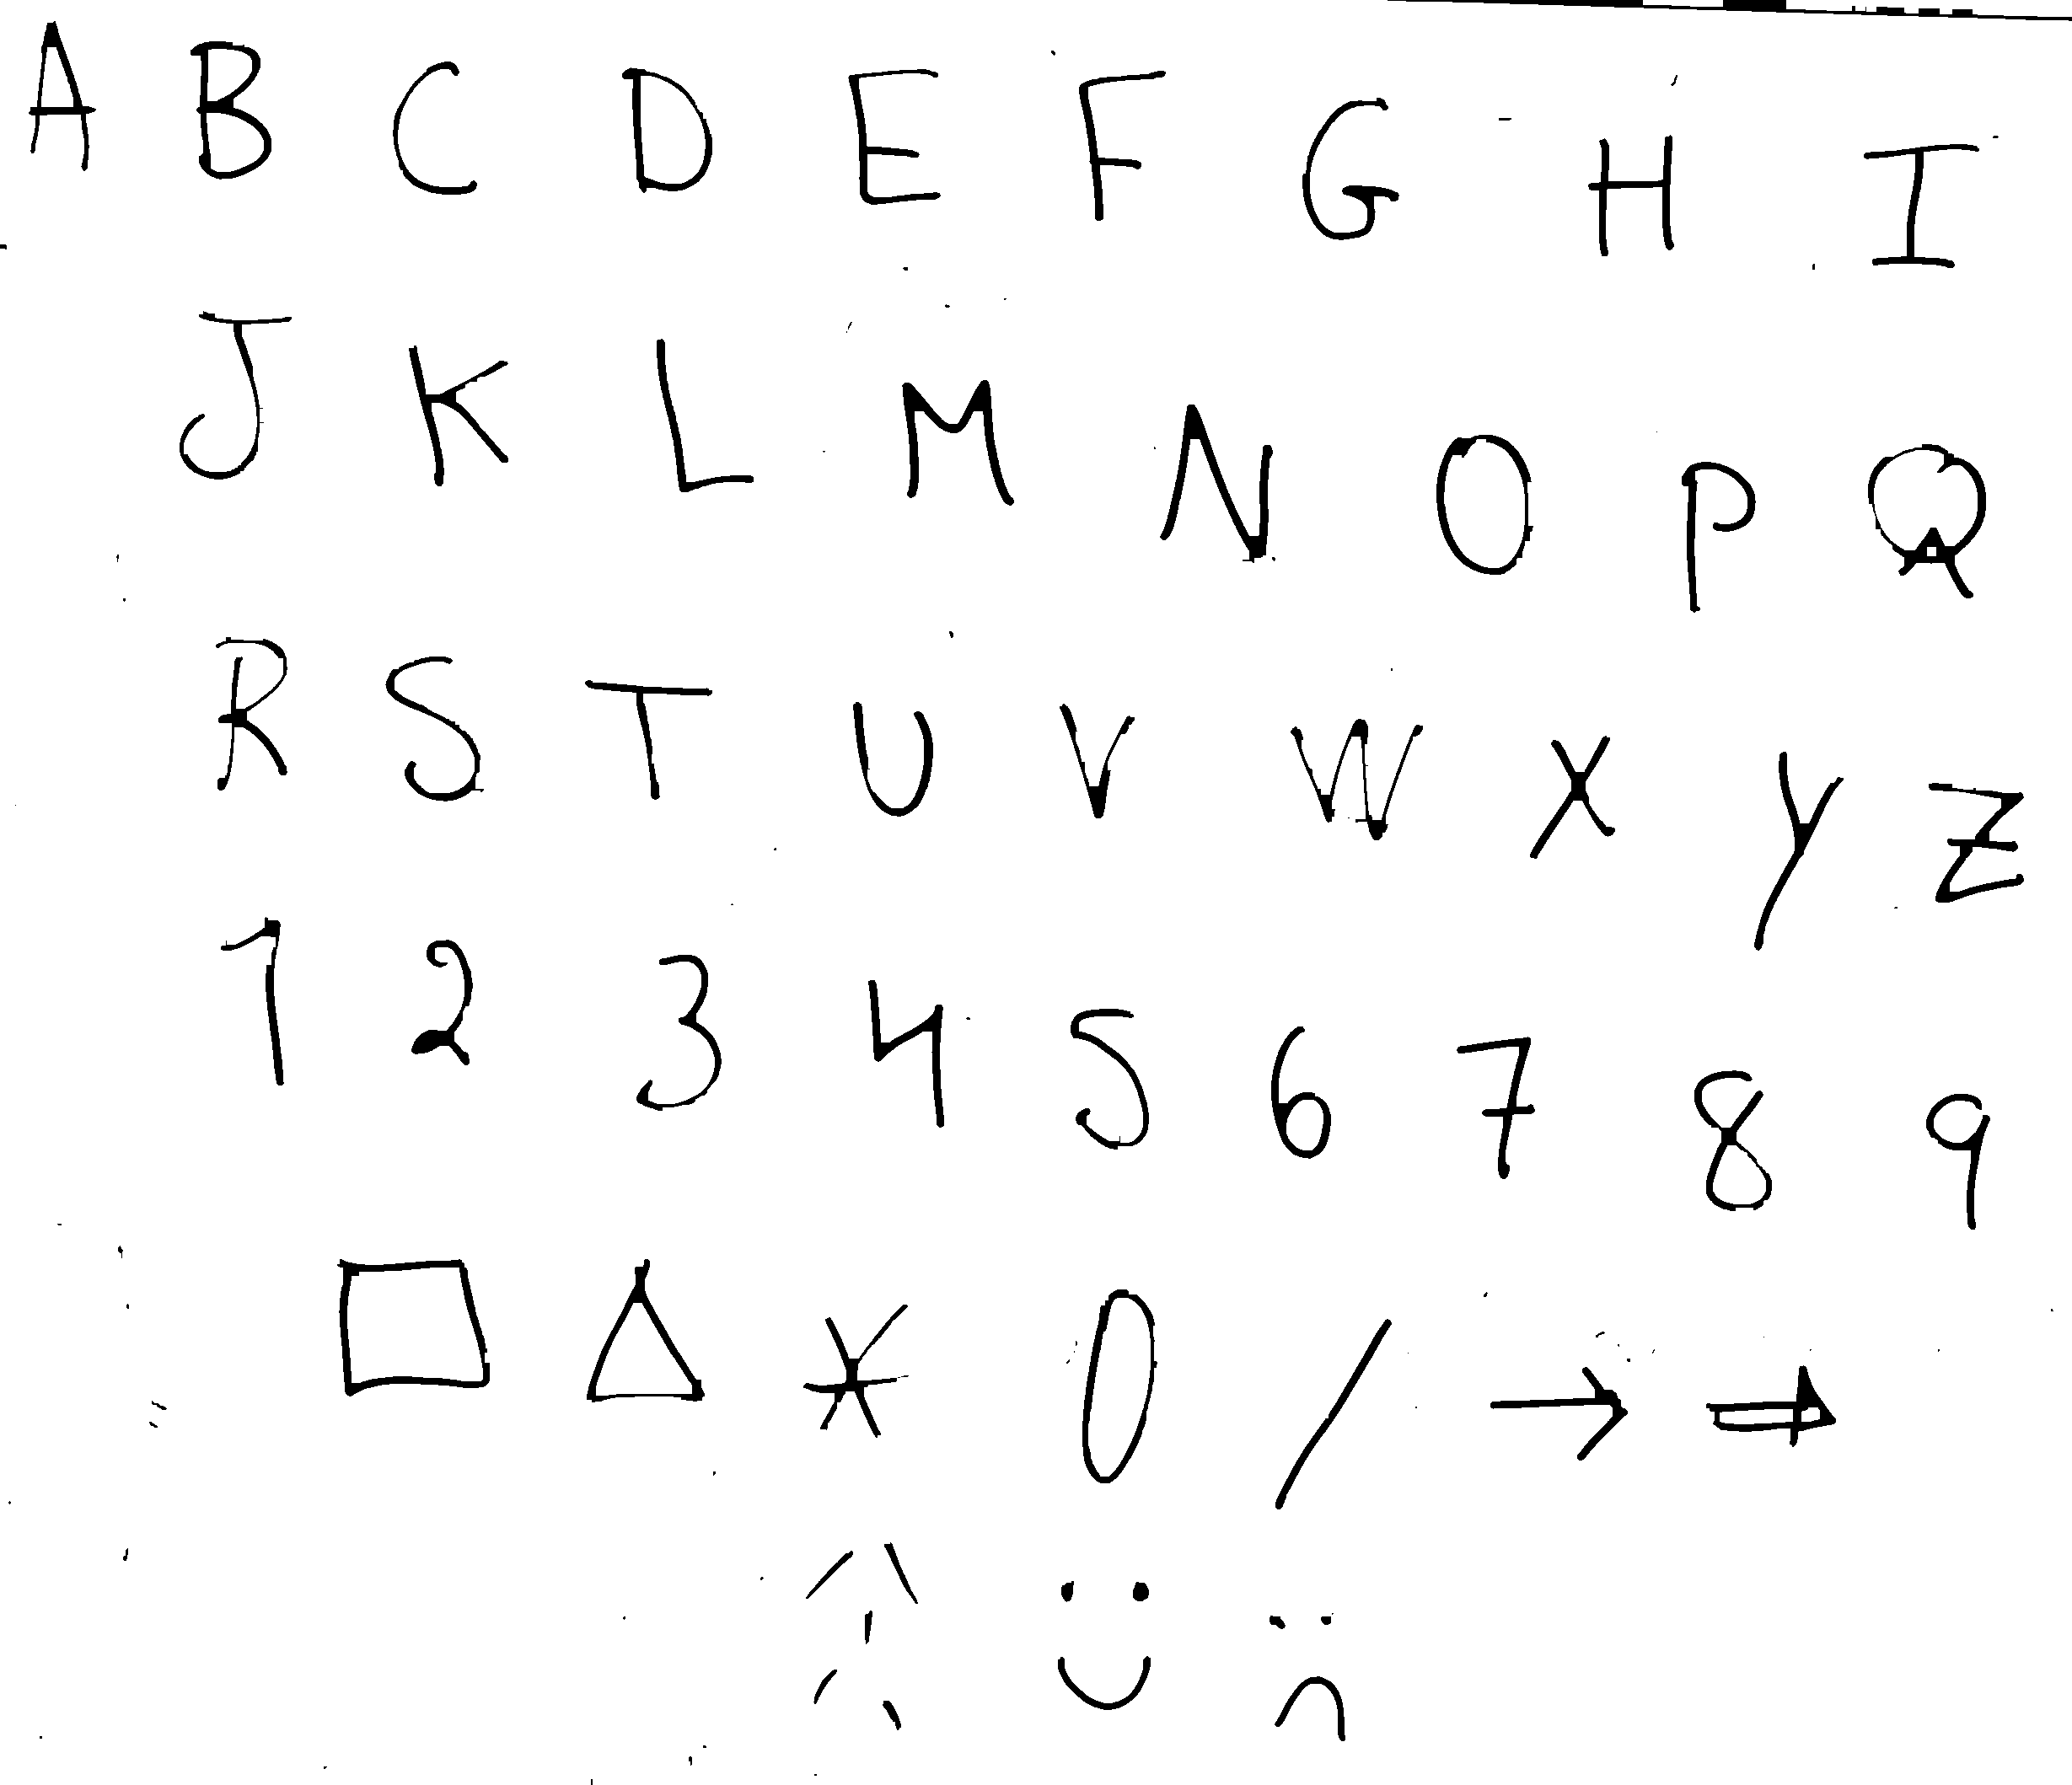 A B C D E F G H I
J K L M N O P Q
R S T U V W X Y Z
1 2 3 4 5 6 7 8 9
□ △ * 0 / → ⇒